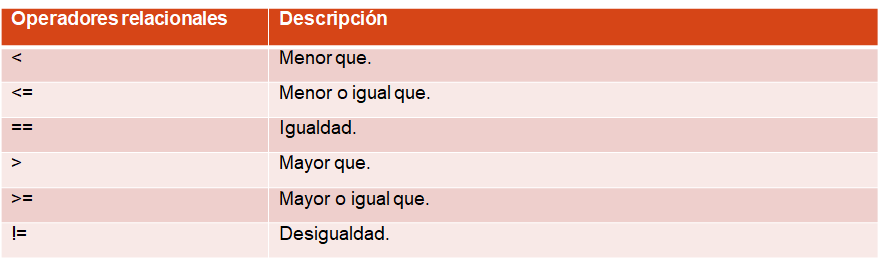 Operadores relacionales Descripción
< Menor que.
<= Menor o igual que.
== Igualdad.
> Mayor que.
>= Mayor o igual que.
!= Desigualdad.